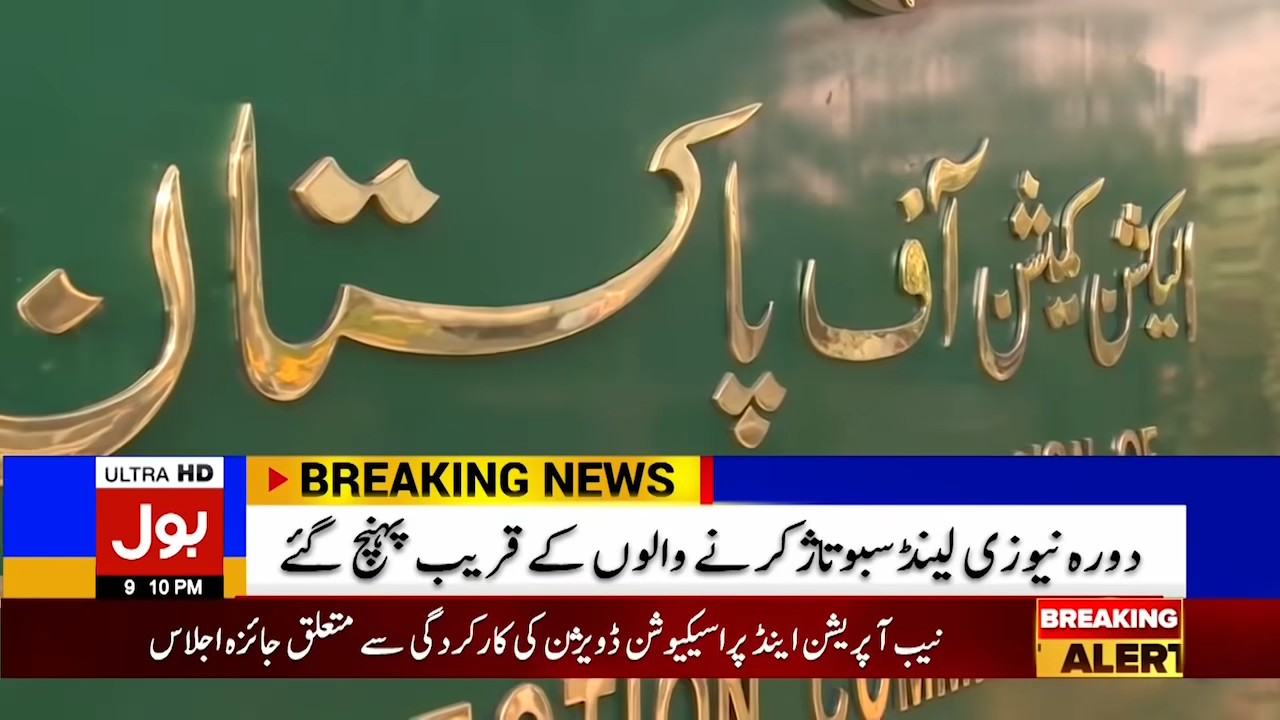 الیکشن کمیشن آف پاکستان
ULTRA HD
بول
9 10 PM
BREAKING NEWS
دورہ نیوزی لینڈ سبوتاژ کرنے والوں کے قریب پہنچ گئے
نیب آپریشن اینڈ پراسیکیوشن ڈویژن کی کارکردگی سے متعلق جائزہ اجلاس
BREAKING
ALERT